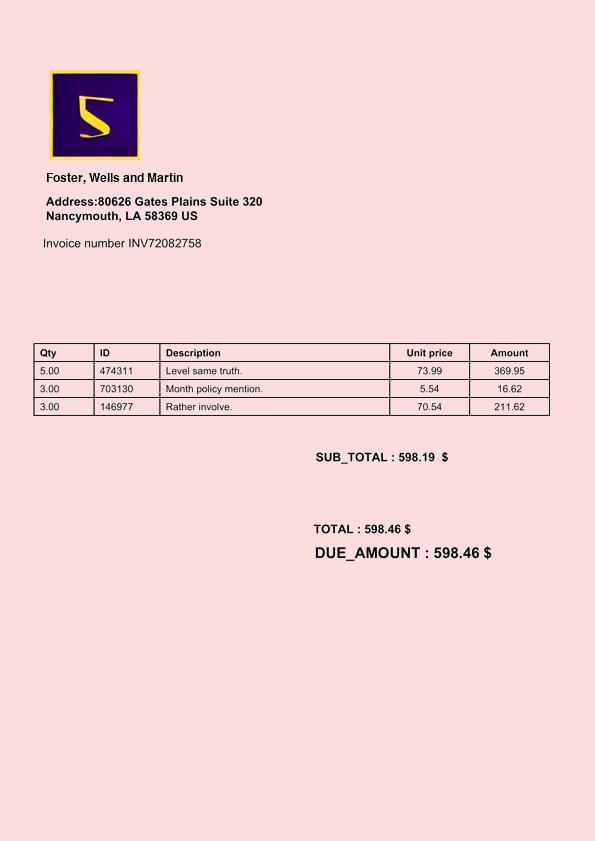 5
Foster, Wells and Martin
Address:80626 Gates Plains Suite 320
Nancymouth, LA 58369 US
Invoice number INV72082758
Qty ID Description Unit price Amount
5.00 474311 Level same truth. 73.99 369.95
3.00 703130 Month policy mention. 5.54 16.62
3.00 146977 Rather involve. 70.54 211.62
SUB_TOTAL : 598.19 $
TOTAL : 598.46 $
DUE_AMOUNT : 598.46 $